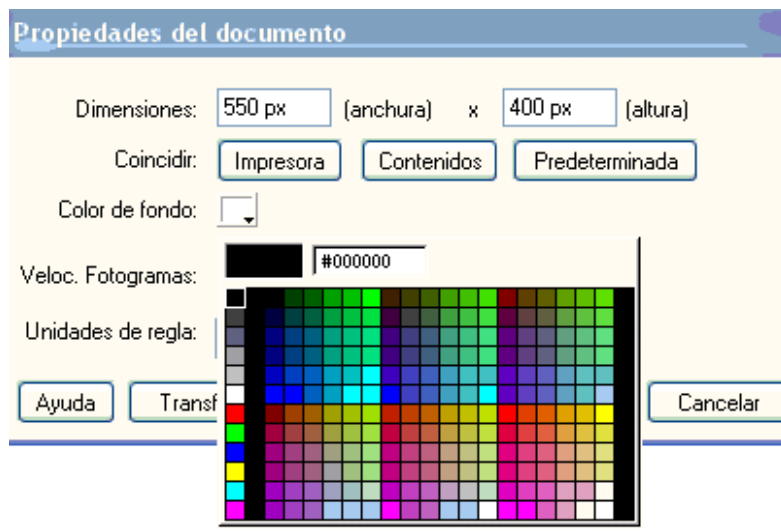 Propiedades del documento
Dimensiones: 550 px (anchura) x 400 px (altura)
Coincidir: Impresora Contenidos Predeterminada
Color de fondo:
#000000
Veloc. Fotogramas:
Unidades de regla:
Ayuda Transf Cancelar